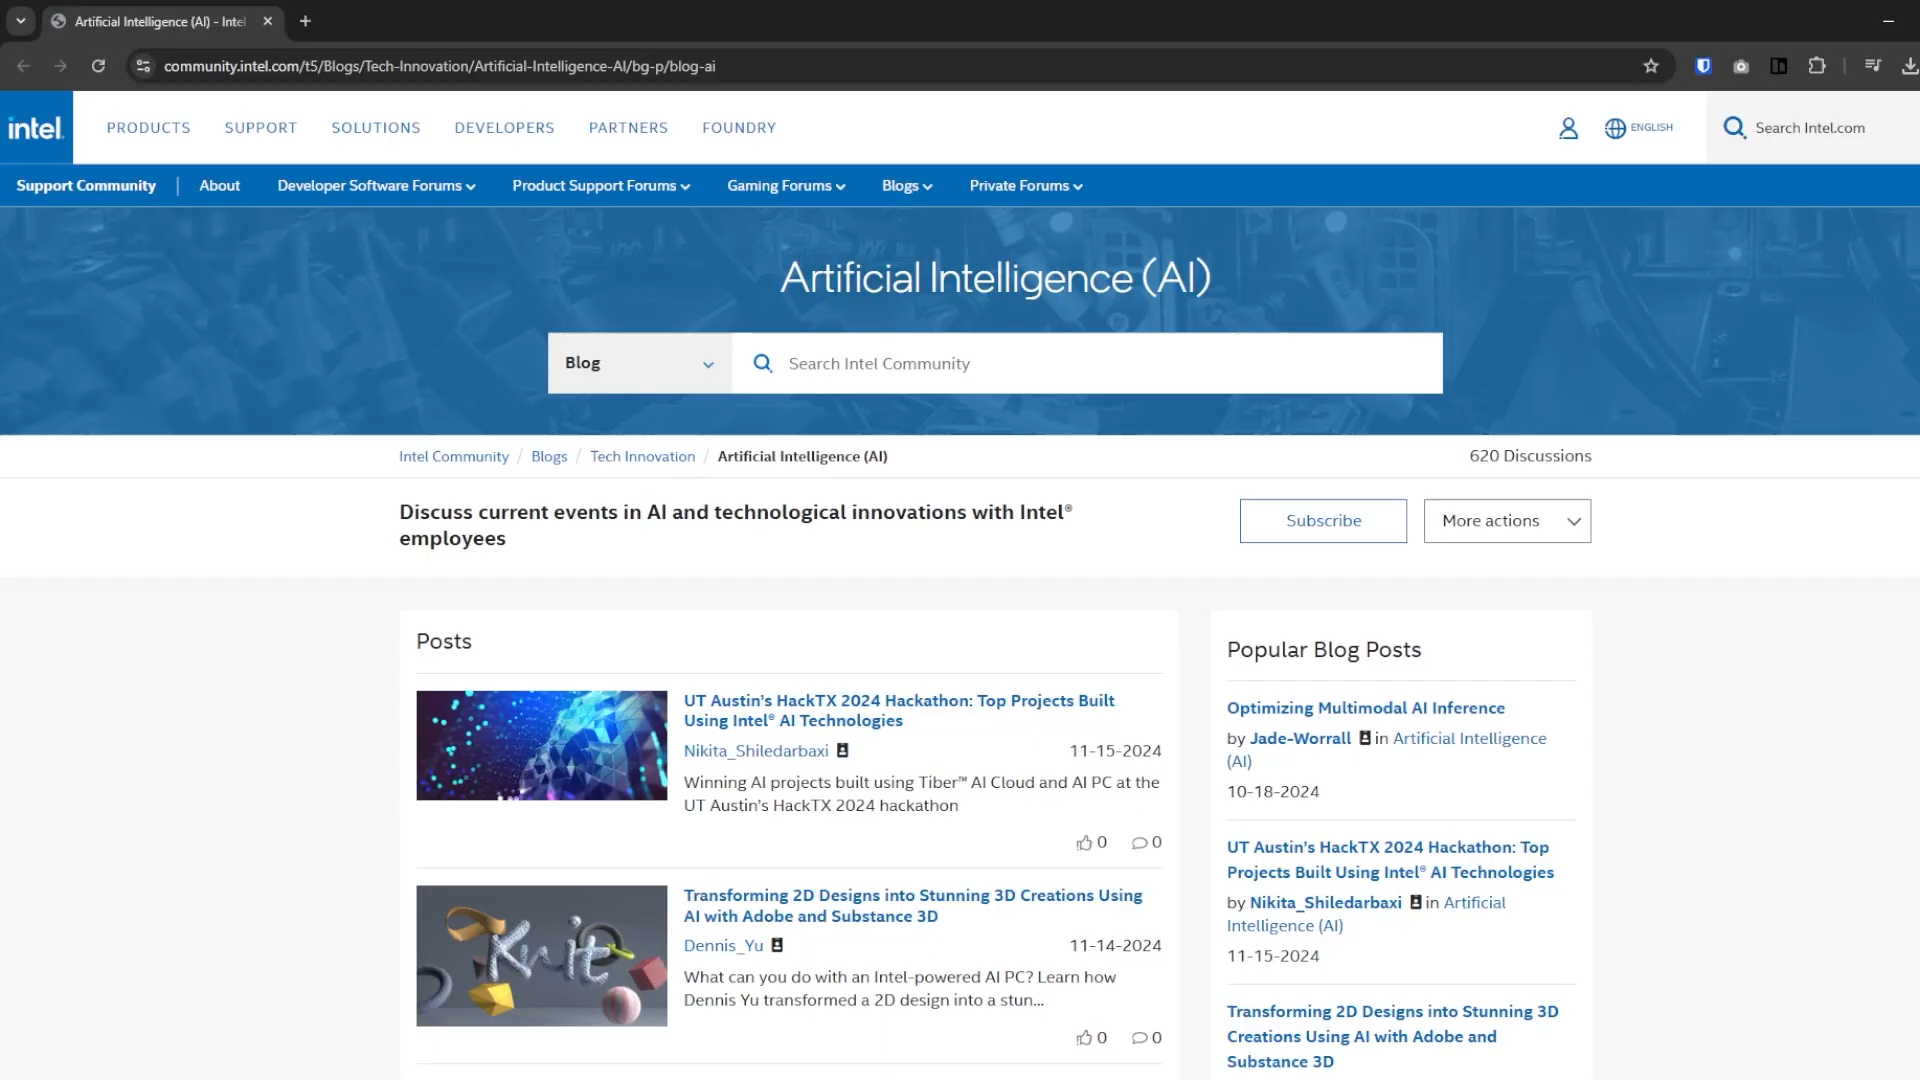 Artificial Intelligence (AI) - Intel
community.intel.com/t5/Blogs/Tech-Innovation/Artificial-Intelligence-AI/bg-p/blog-ai
intel.
PRODUCTS
SUPPORT
SOLUTIONS
DEVELOPERS
PARTNERS
FOUNDRY
ENGLISH
Search Intel.com
Support Community
About
Developer Software Forums
Product Support Forums
Gaming Forums
Blogs
Private Forums
Artificial Intelligence (AI)
Blog
Search Intel Community
Intel Community / Blogs / Tech Innovation / Artificial Intelligence (AI)
620 Discussions
Discuss current events in AI and technological innovations with Intel®
employees
Subscribe
More actions
Posts
UT Austin’s HackTX 2024 Hackathon: Top Projects Built
Using Intel® AI Technologies
Nikita_Shiledarbaxi
11-15-2024
Winning AI projects built using Tiber™ AI Cloud and AI PC at the
UT Austin’s HackTX 2024 hackathon
0
0
Knit
Transforming 2D Designs into Stunning 3D Creations Using
AI with Adobe and Substance 3D
Dennis_Yu
11-14-2024
What can you do with an Intel-powered AI PC? Learn how
Dennis Yu transformed a 2D design into a stun...
0
0
Popular Blog Posts
Optimizing Multimodal AI Inference
by Jade-Worrall in Artificial Intelligence
(AI)
10-18-2024
UT Austin’s HackTX 2024 Hackathon: Top
Projects Built Using Intel® AI Technologies
by Nikita_Shiledarbaxi in Artificial
Intelligence (AI)
11-15-2024
Transforming 2D Designs into Stunning 3D
Creations Using AI with Adobe and
Substance 3D